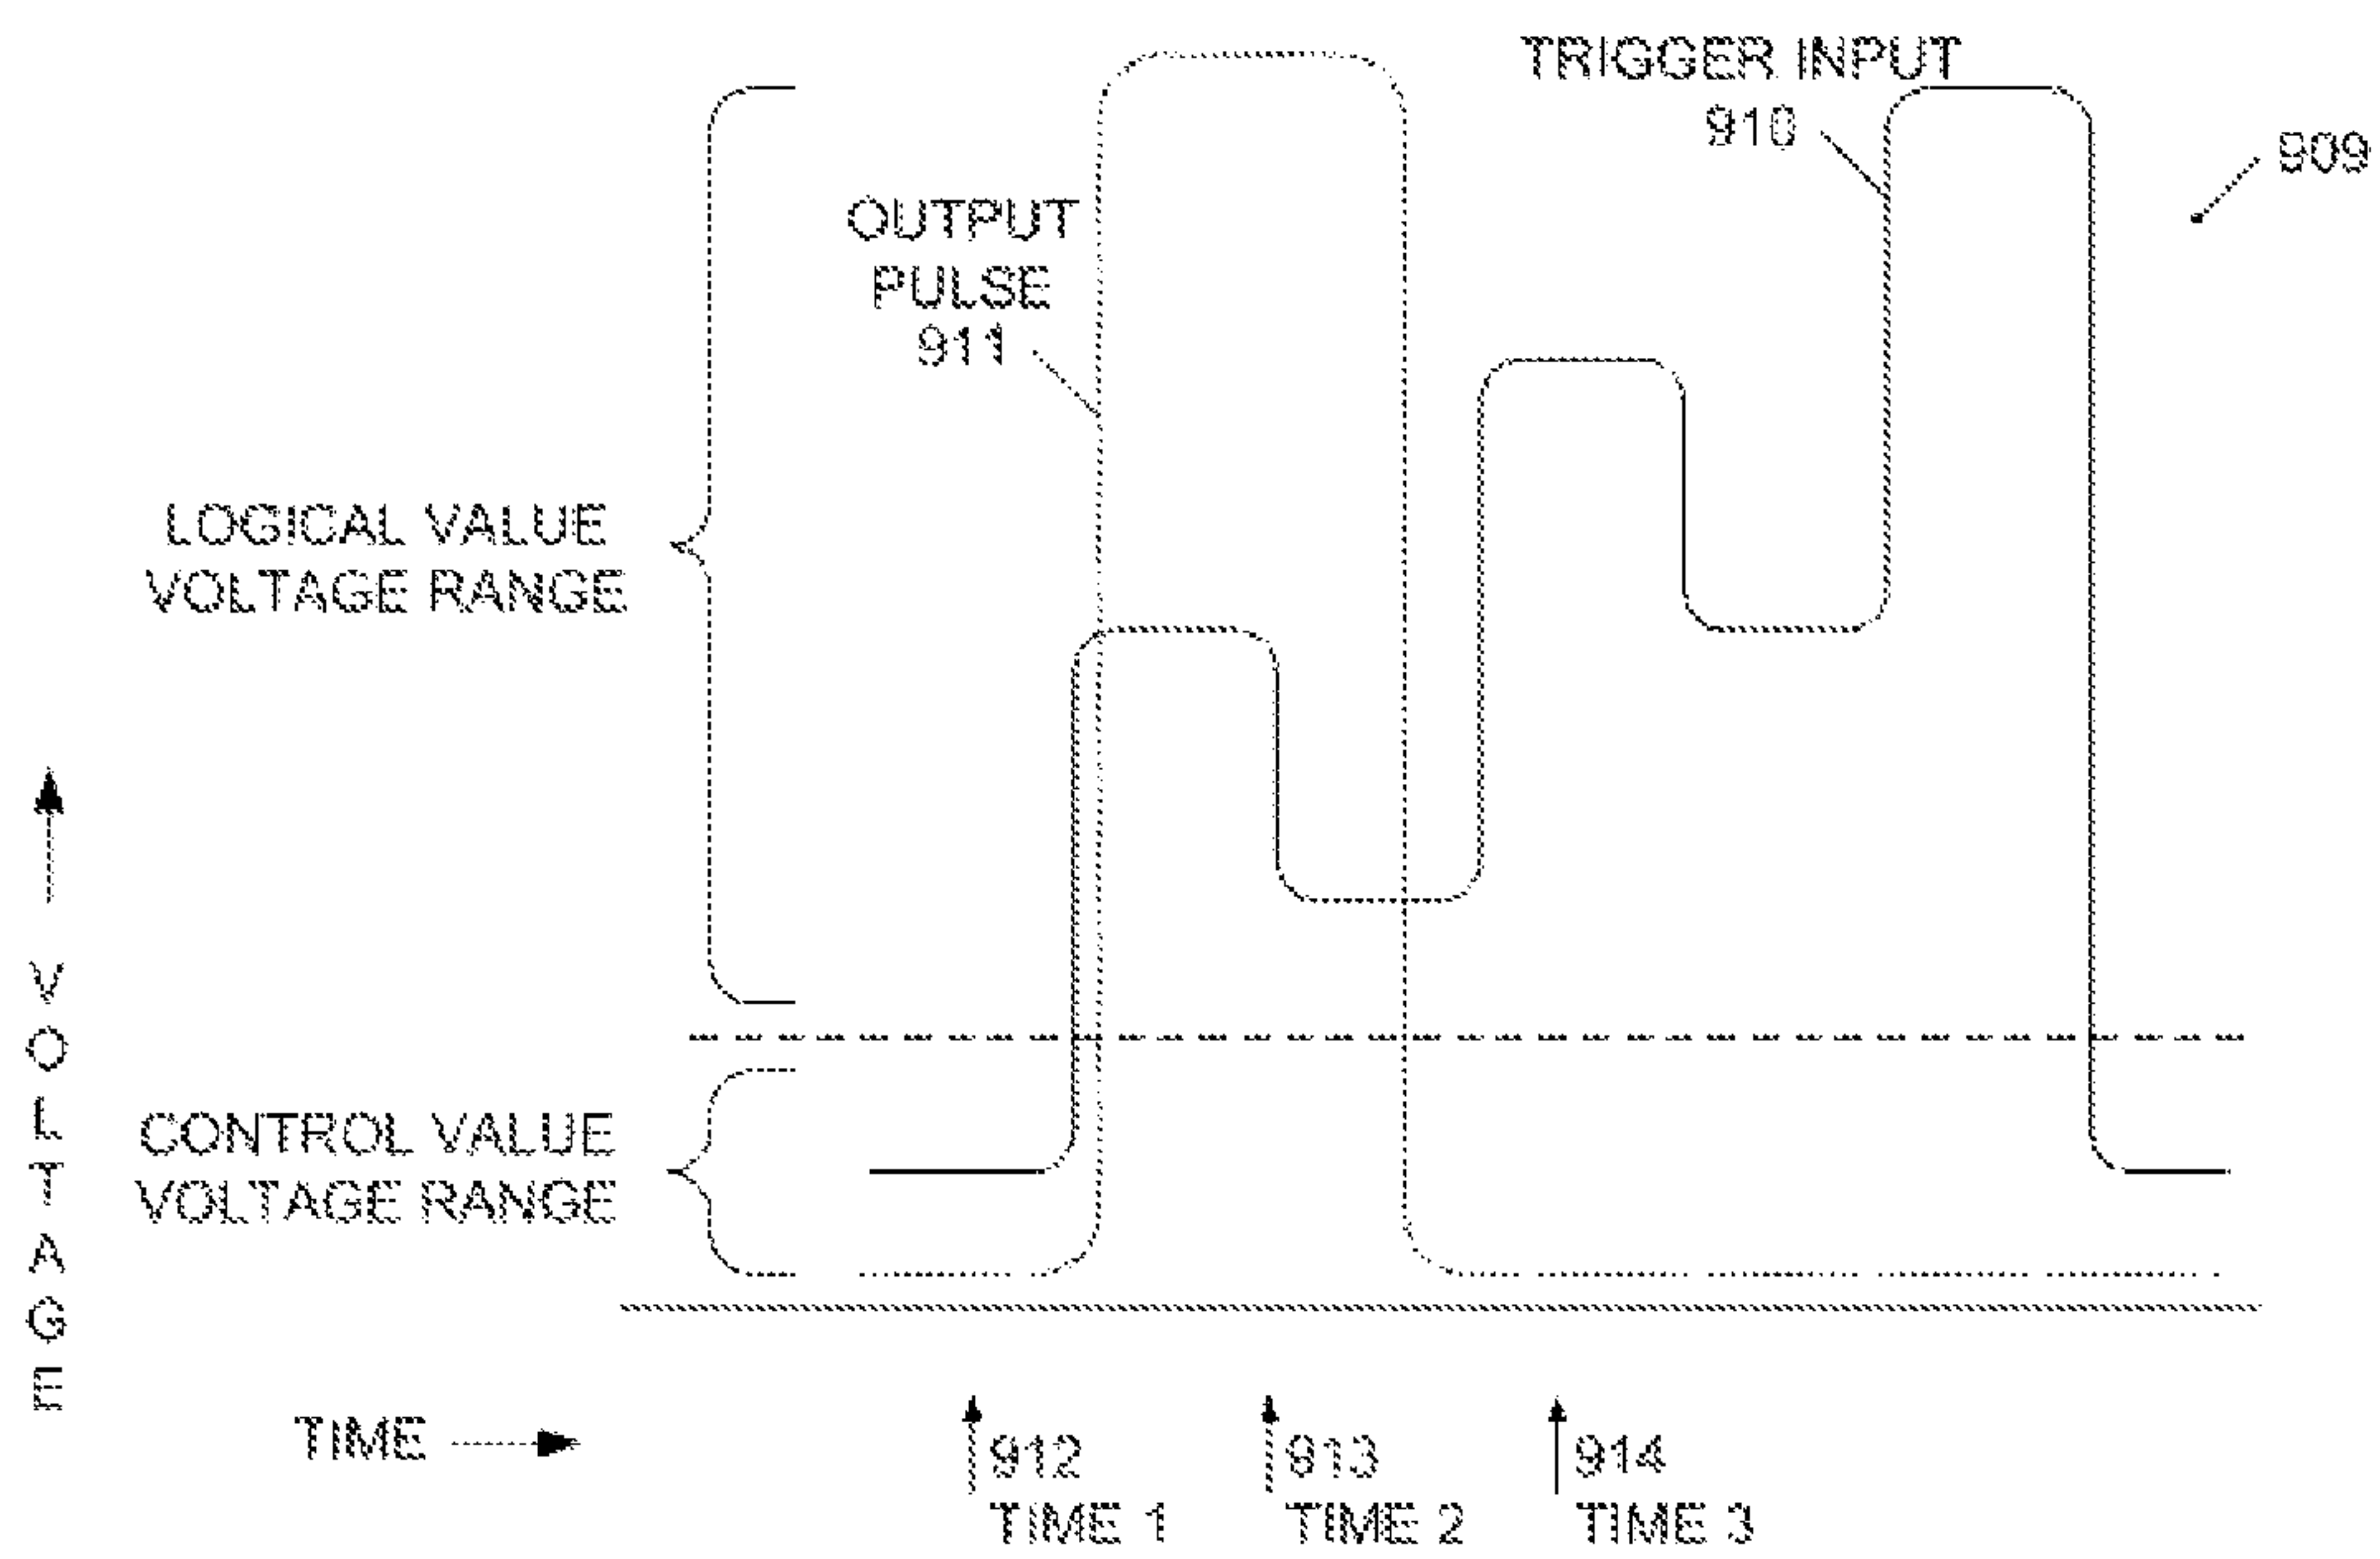 TRIGGER INPUT
910
909
OUTPUT
PULSE
911
LOGICAL VALUE
VOLTAGE RANGE
VOLTAGE
CONTROL VALUE
VOLTAGE RANGE
TIME
912
TIME 1
913
TIME 2
914
TIME 3